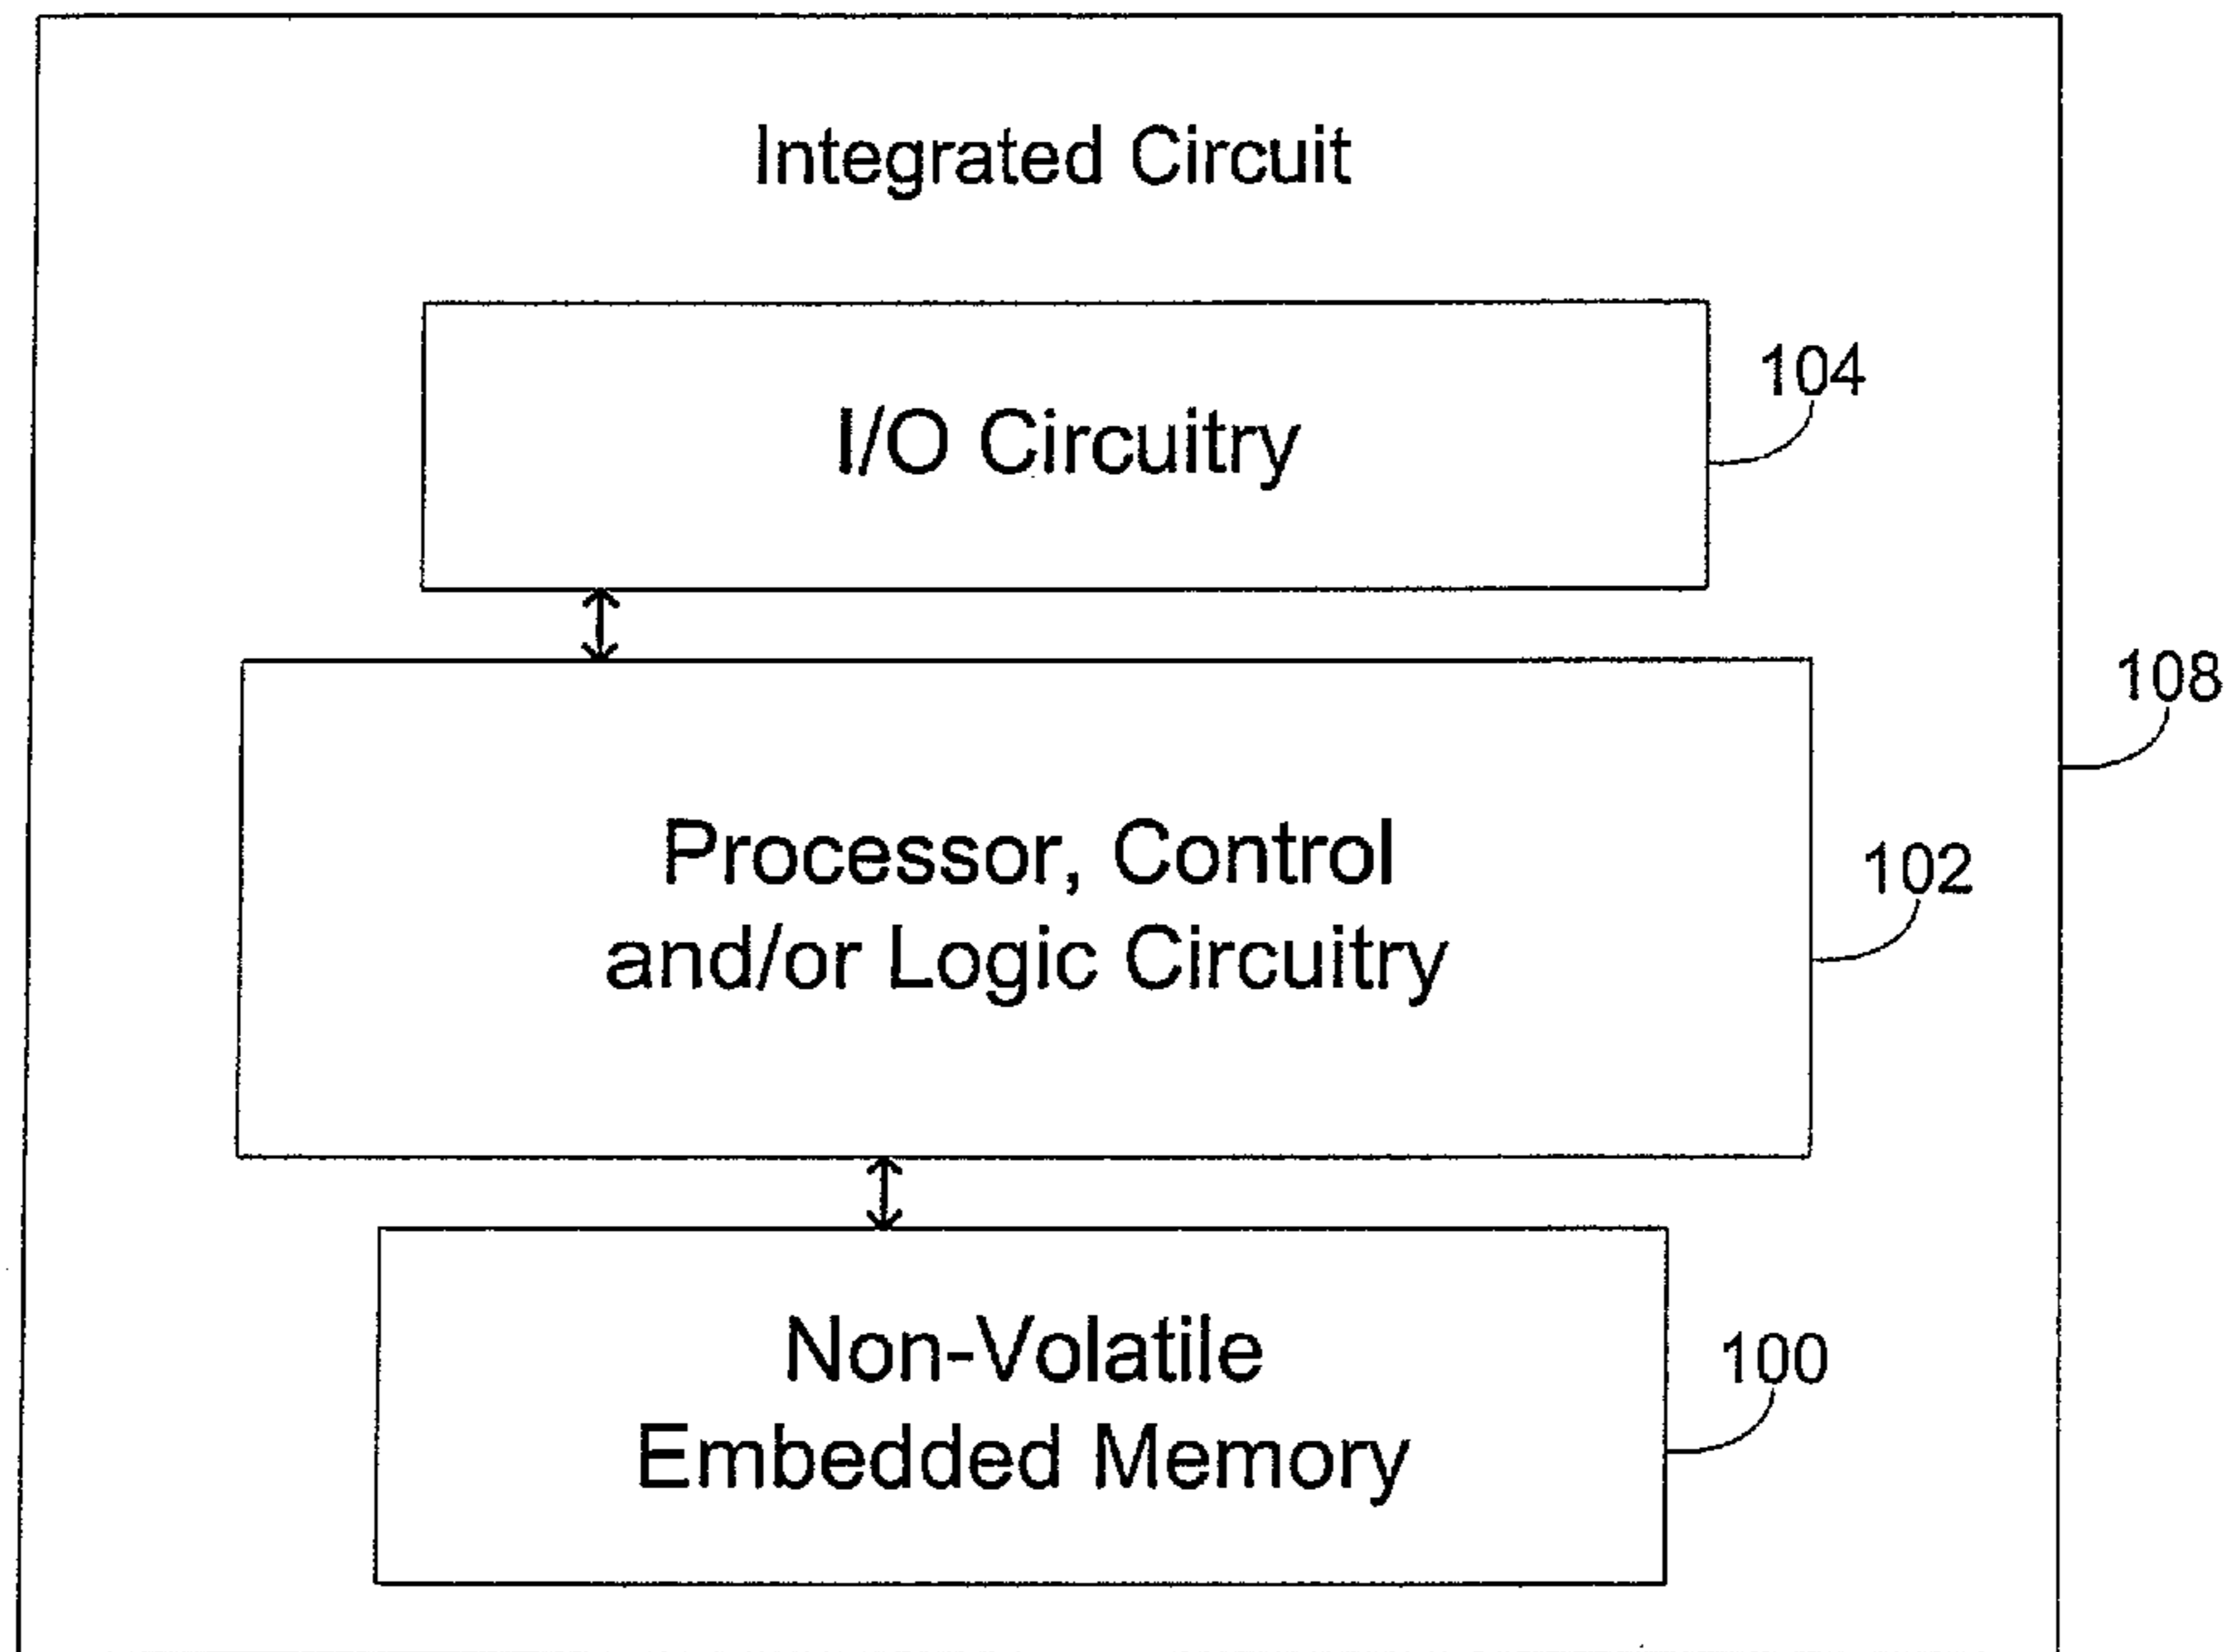 Integrated Circuit
I/O Circuitry
104
108
Processor, Control
and/or Logic Circuitry
102
Non-Volatile
Embedded Memory
100